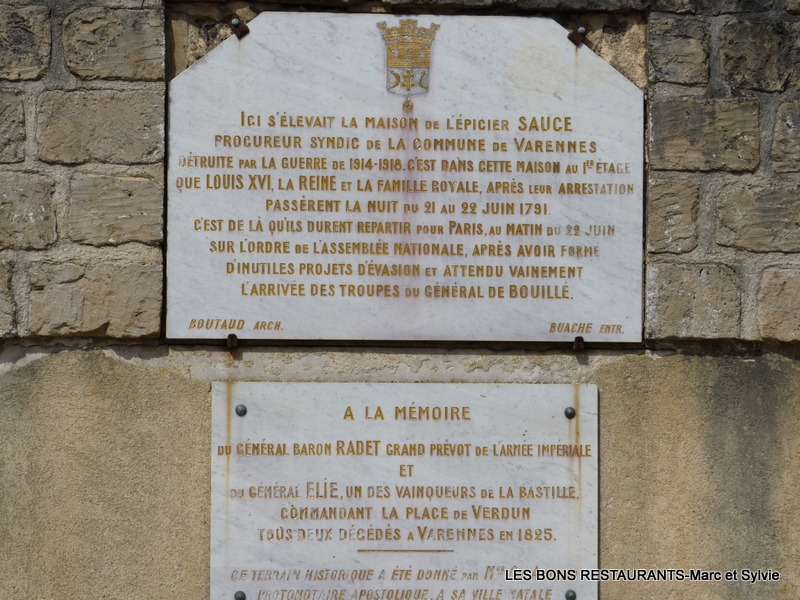 ICI S'ÉLEVAIT LA MAISON DE L'ÉPICIER SAUCE
PROCUREUR SYNDIC DE LA COMMUNE DE VARENNES
DÉTRUITE PAR LA GUERRE DE 1914-1918. C'EST DANS CETTE MAISON AU 1ER ÉTAGE
QUE LOUIS XVI, LA REINE ET LA FAMILLE ROYALE, APRÈS LEUR ARRESTATION
PASSÈRENT LA NUIT DU 21 AU 22 JUIN 1791.
C'EST DE LÀ QU'ILS DURENT REPARTIR POUR PARIS, AU MATIN DU 22 JUIN
SUR L'ORDRE DE L'ASSEMBLÉE NATIONALE, APRÈS AVOIR FORMÉ
D'INUTILES PROJETS D'ÉVASION ET ATTENDU VAINEMENT
L'ARRIVÉE DES TROUPES DU GÉNÉRAL DE BOUILLÉ.
BOUTAUD ARCH. BUACHE ENTR.
A LA MÉMOIRE
DU GÉNÉRAL BARON RADET GRAND PRÉVOT DE L'ARMÉE IMPÉRIALE
ET
DU GÉNÉRAL ELIE, UN DES VAINQUEURS DE LA BASTILLE,
COMMANDANT LA PLACE DE VERDUN
TOUS DEUX DÉCÉDÉS A VARENNES EN 1825.
CE TERRAIN HISTORIQUE A ÉTÉ DONNÉ PAR
PROTONOTAIRE APOSTOLIQUE, A SA VILLE NATALE
LES BONS RESTAURANTS-Marc et Sylvie